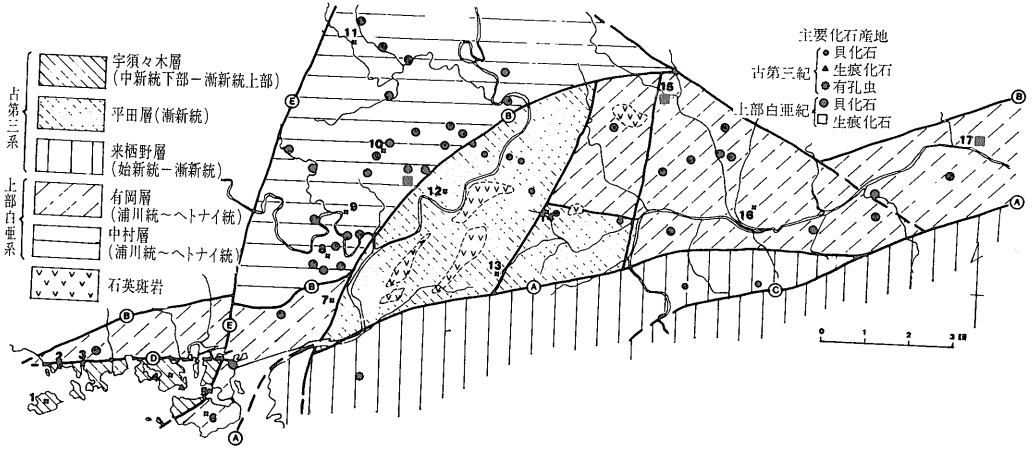 古第三系
宇須々木層
(中新統下部−漸新統上部)
平田層(漸新統)
来栖野層
(始新統−漸新統)
上部白亜系
有岡層
(浦川統〜ヘトナイ統)
中村層
(浦川統〜ヘトナイ統)
石英斑岩
主要化石産地
古第三紀
貝化石
生痕化石
有孔虫
上部白亜紀
貝化石
生痕化石
11
E
B
15
B
17
10
12
9
8
16
A
13
7
B
A
C
B
E
2 3
D
4
1
5
6
A
0 1 2 3